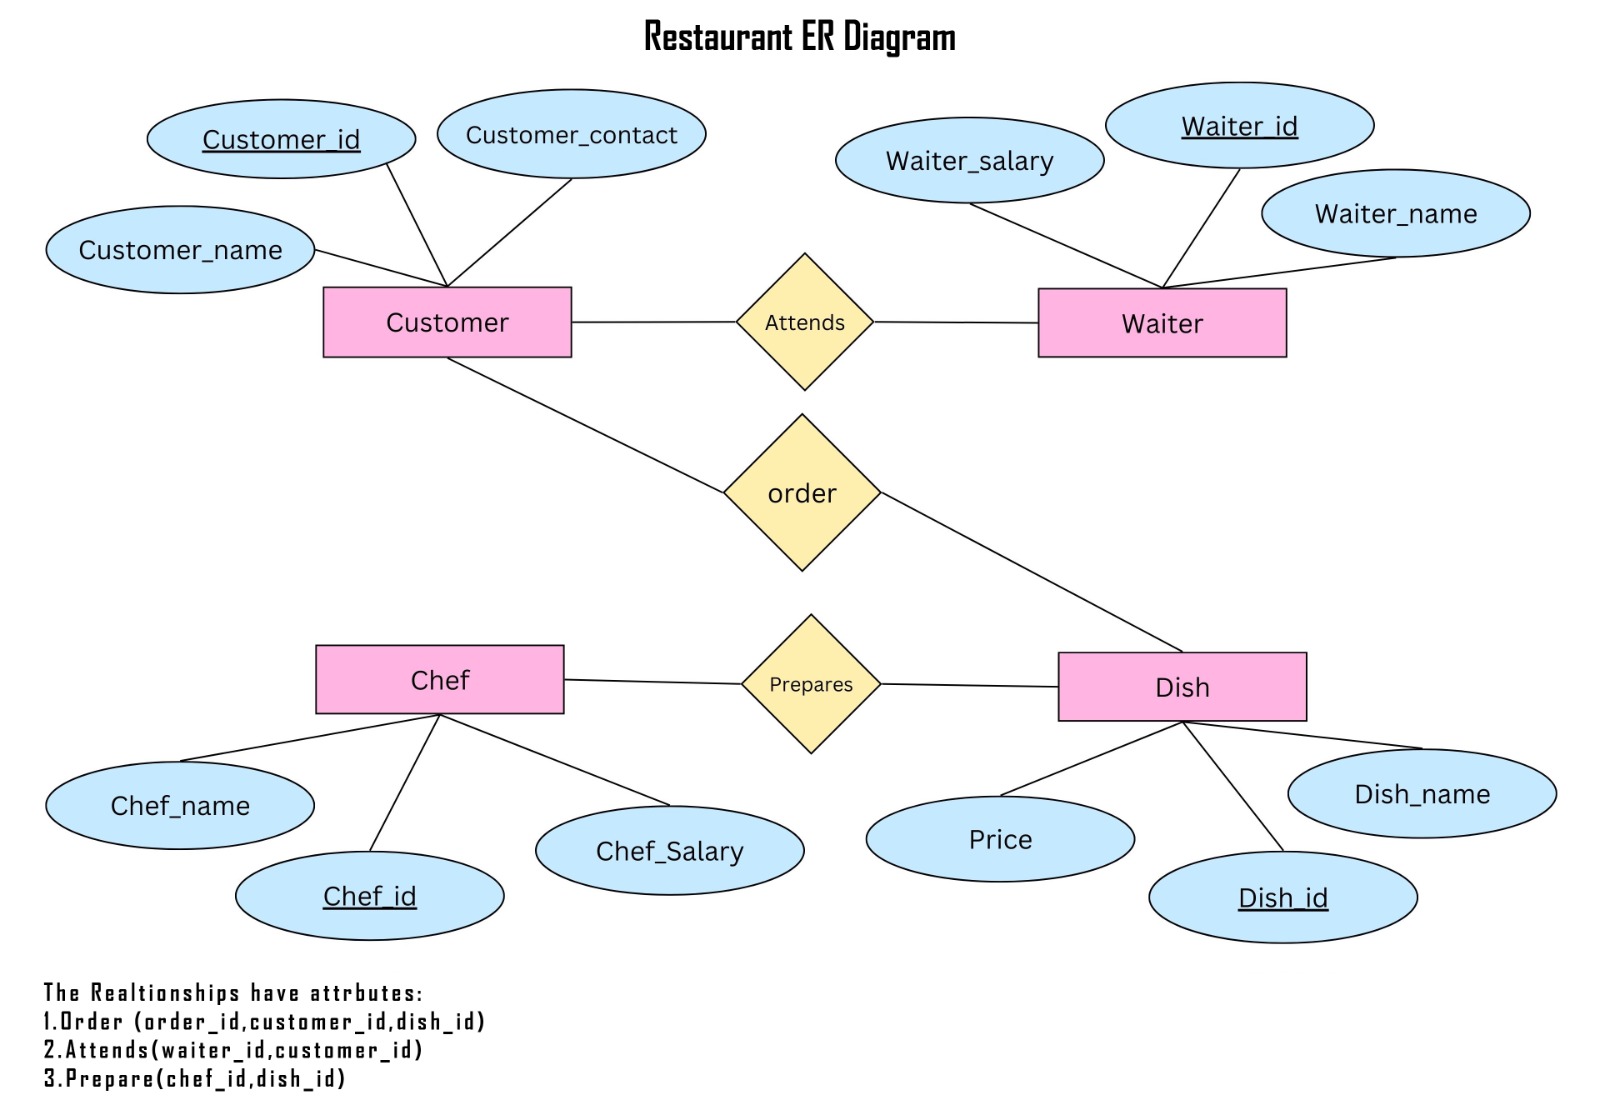 Restaurant ER Diagram
Customer_id
Customer_contact
Waiter_salary
Waiter_id
Waiter_name
Customer_name
Customer
Attends
Waiter
order
Chef
Prepares
Dish
Chef_name
Chef_id
Chef_Salary
Price
Dish_id
Dish_name
The Realtionships have attrbutes:
1.Order (order_id,customer_id,dish_id)
2.Attends(waiter_id,customer_id)
3.Prepare(chef_id,dish_id)